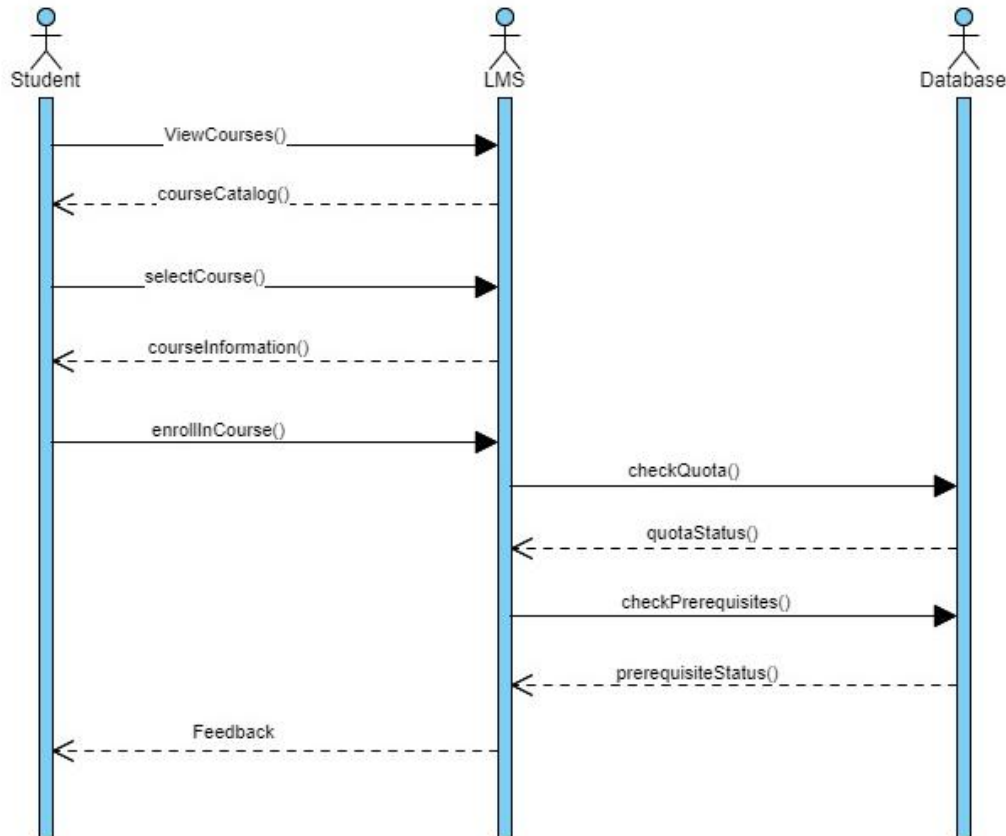 Student
LMS
Database
ViewCourses()
courseCatalog()
selectCourse()
courseInformation()
enrollInCourse()
checkQuota()
quotaStatus()
checkPrerequisites()
prerequisiteStatus()
Feedback